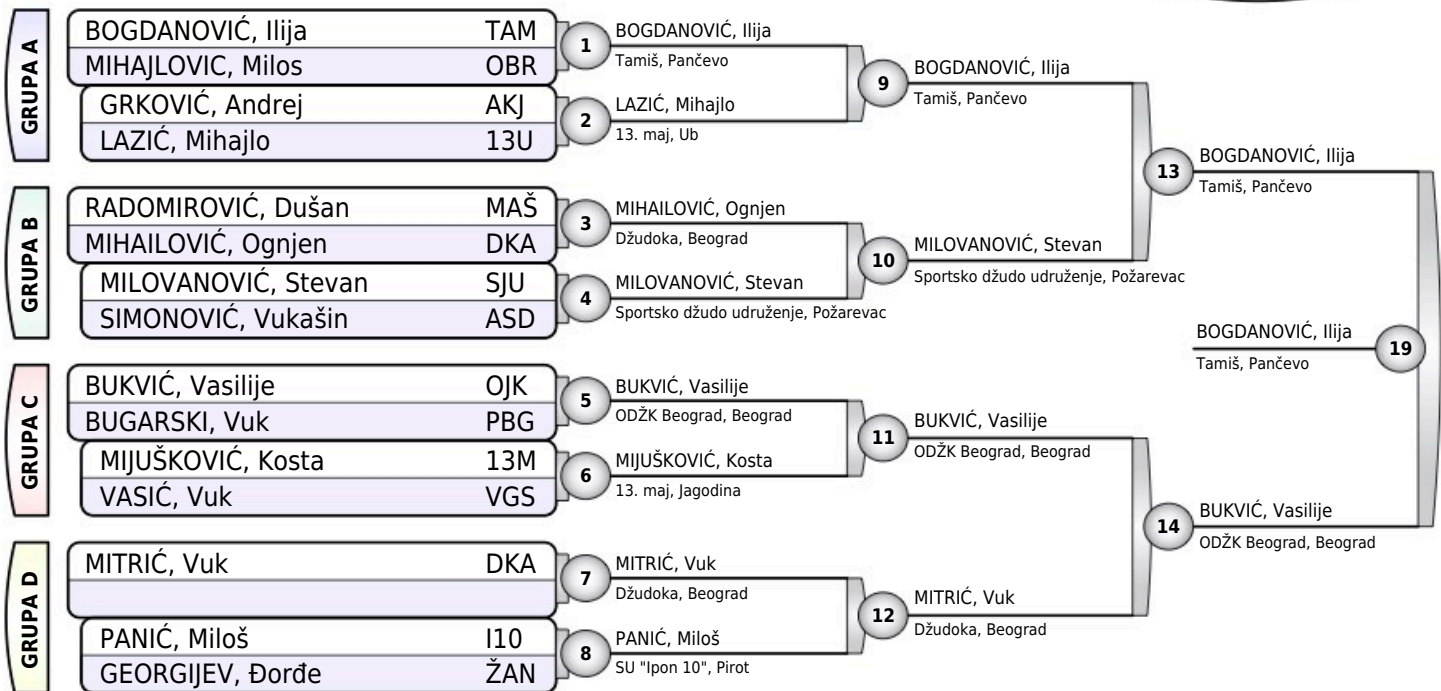 GRUPA A
BOGDANOVIĆ, Ilija TAM
MIHAJLOVIC, Milos OBR
GRKOVIĆ, Andrej AKJ
LAZIĆ, Mihajlo 13U
GRUPA B
RADOMIROVIĆ, Dušan MAŠ
MIHAILOVIĆ, Ognjen DKA
MILOVANOVIĆ, Stevan SJU
SIMONOVIĆ, Vukašin ASD
GRUPA C
BUKVIĆ, Vasilije OJK
BUGARSKI, Vuk PBG
MIJUŠKOVIĆ, Kosta 13M
VASIĆ, Vuk VGS
GRUPA D
MITRIĆ, Vuk DKA
PANIĆ, Miloš I10
GEORGIJEV, Đorđe ŽAN
1 BOGDANOVIĆ, Ilija
Tamiš, Pančevo
2 LAZIĆ, Mihajlo
13. maj, Ub
3 MIHAILOVIĆ, Ognjen
Džudoka, Beograd
4 MILOVANOVIĆ, Stevan
Sportsko džudo udruženje, Požarevac
5 BUKVIĆ, Vasilije
ODŽK Beograd, Beograd
6 MIJUŠKOVIĆ, Kosta
13. maj, Jagodina
7 MITRIĆ, Vuk
Džudoka, Beograd
8 PANIĆ, Miloš
SU "Ipon 10", Pirot
9 BOGDANOVIĆ, Ilija
Tamiš, Pančevo
10 MILOVANOVIĆ, Stevan
Sportsko džudo udruženje, Požarevac
11 BUKVIĆ, Vasilije
ODŽK Beograd, Beograd
12 MITRIĆ, Vuk
Džudoka, Beograd
13 BOGDANOVIĆ, Ilija
Tamiš, Pančevo
14 BUKVIĆ, Vasilije
ODŽK Beograd, Beograd
BOGDANOVIĆ, Ilija 19
Tamiš, Pančevo